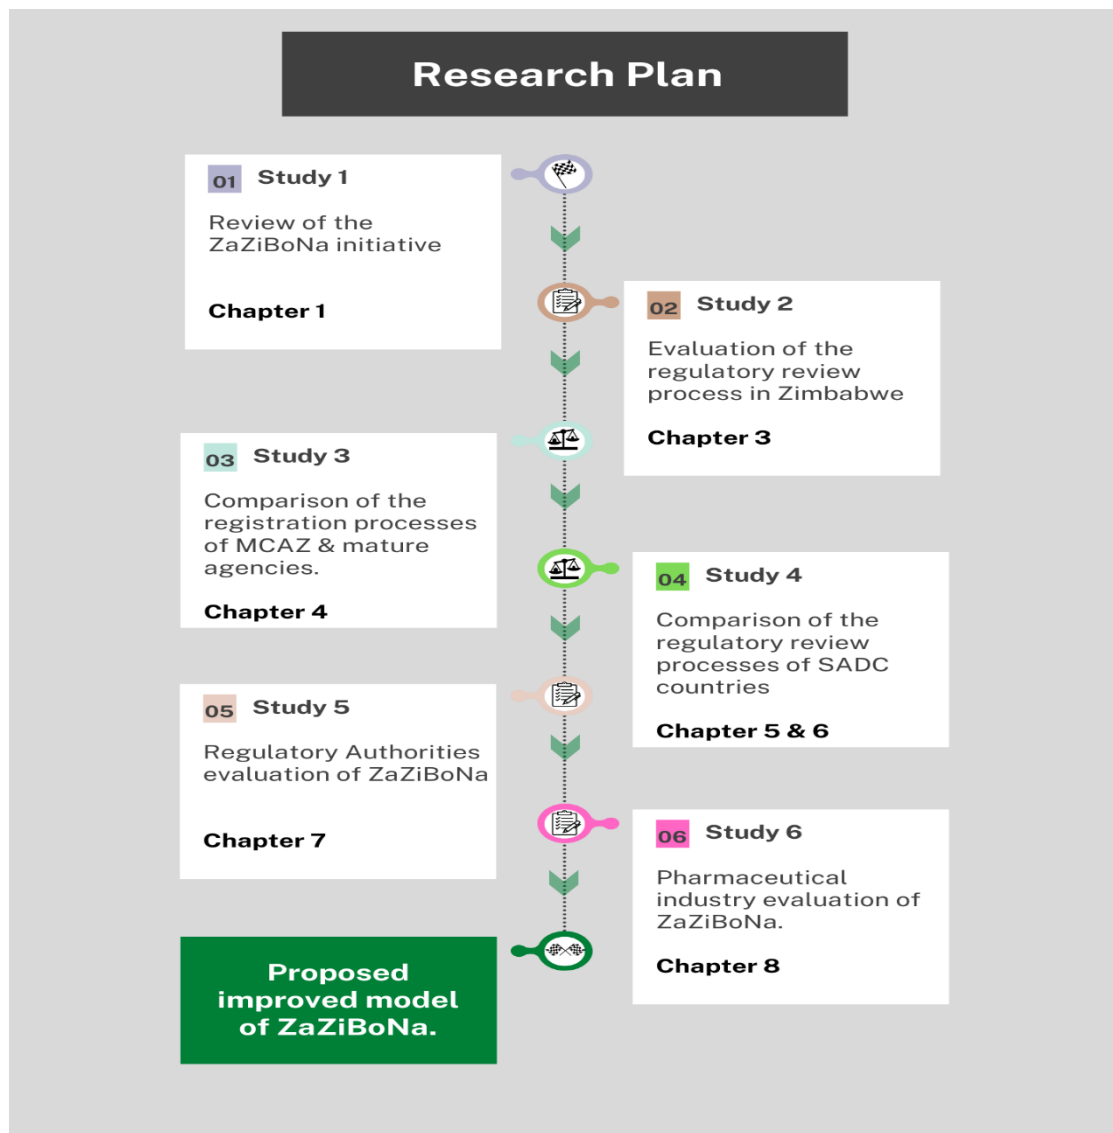 Research Plan
01 Study 1
Review of the
ZaZiBoNa initiative
Chapter 1
02 Study 2
Evaluation of the
regulatory review
process in Zimbabwe
Chapter 3
03 Study 3
Comparison of the
registration processes
of MCAZ & mature
agencies.
Chapter 4
04 Study 4
Comparison of the
regulatory review
processes of SADC
countries
Chapter 5 & 6
05 Study 5
Regulatory Authorities
evaluation of ZaZiBoNa
Chapter 7
06 Study 6
Pharmaceutical
industry evaluation of
ZaZiBoNa.
Chapter 8
Proposed
improved model
of ZaZiBoNa.